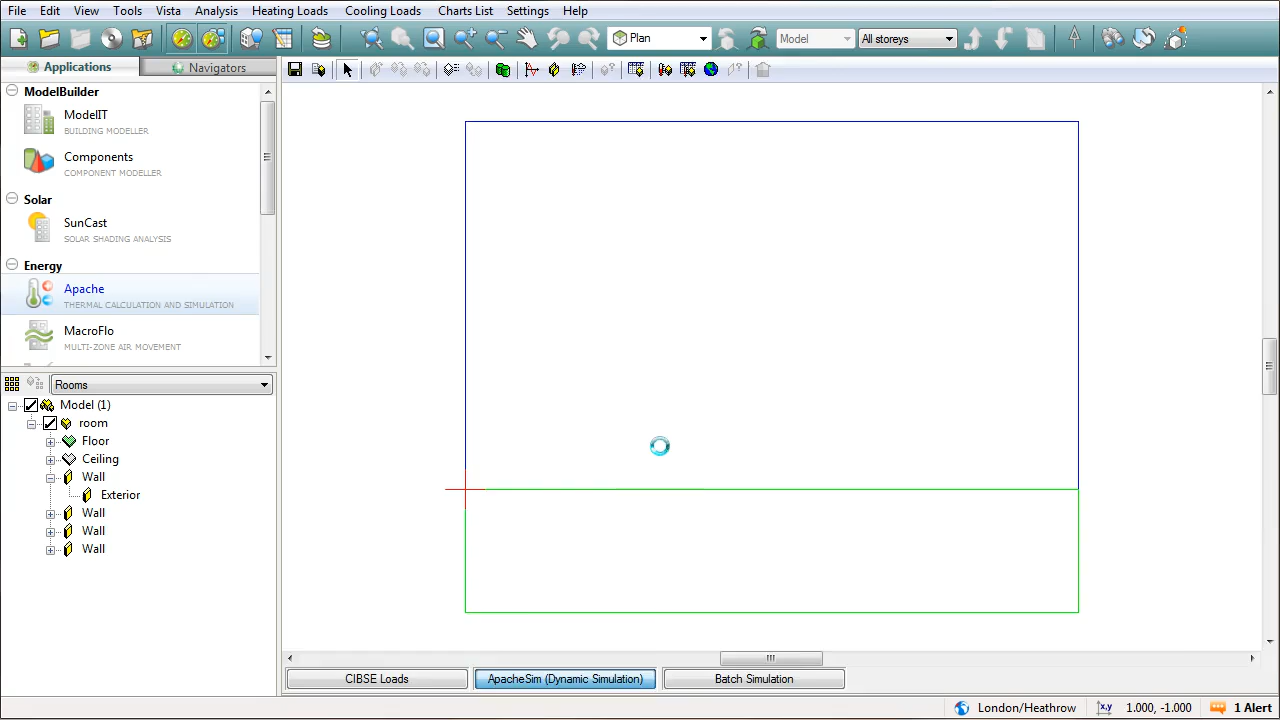 File Edit View Tools Vista Analysis Heating Loads Cooling Loads Charts List Settings Help
Plan Model All storeys
Applications Navigators
ModelBuilder
ModelIT
BUILDING MODELLER
Components
COMPONENT MODELLER
Solar
SunCast
SOLAR SHADING ANALYSIS
Energy
Apache
THERMAL CALCULATION AND SIMULATION
MacroFlo
MULTI-ZONE AIR MOVEMENT
Rooms
Model (1)
room
Floor
Ceiling
Wall
Exterior
Wall
Wall
Wall
CIBSE Loads ApacheSim (Dynamic Simulation) Batch Simulation
London/Heathrow x,y 1.000, -1.000 1 Alert